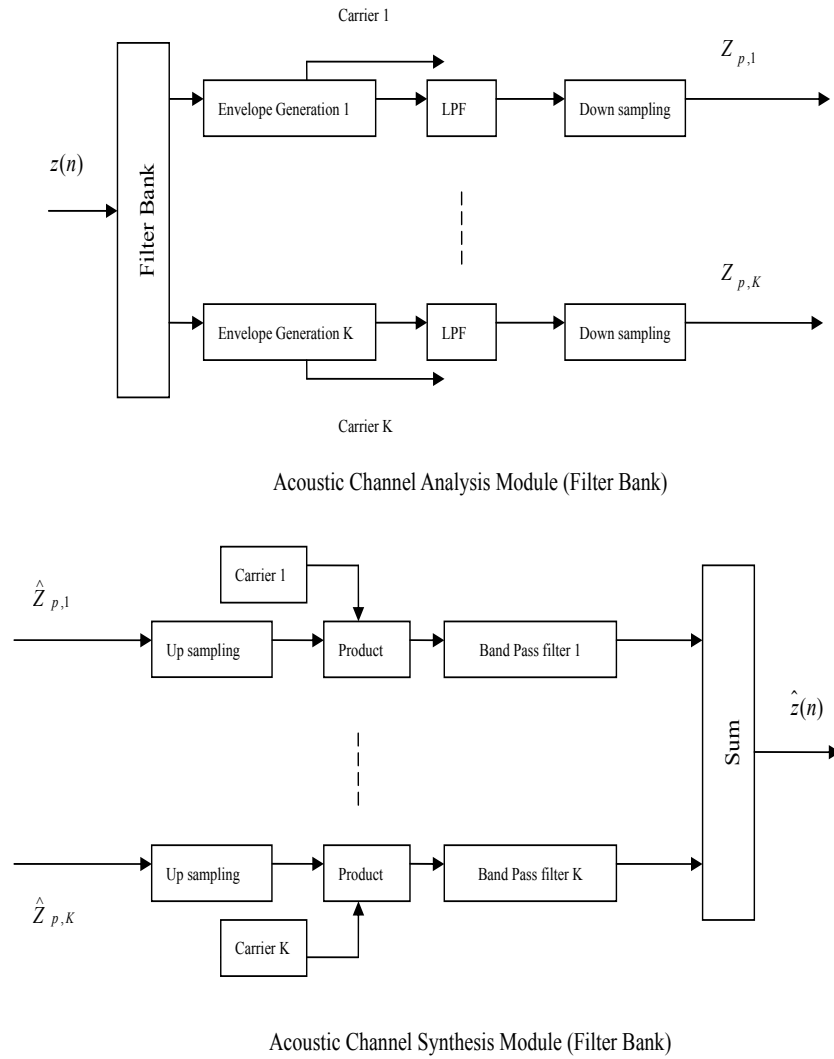 Carrier 1
Z p,1
Envelope Generation 1
LPF
Down sampling
z(n)
Filter Bank
Z p,K
Envelope Generation K
LPF
Down sampling
Carrier K
Acoustic Channel Analysis Module (Filter Bank)
Carrier 1
Ẑ p,1
Up sampling
Product
Band Pass filter 1
ẑ(n)
Sum
Up sampling
Product
Band Pass filter K
Ẑ p,K
Carrier K
Acoustic Channel Synthesis Module (Filter Bank)